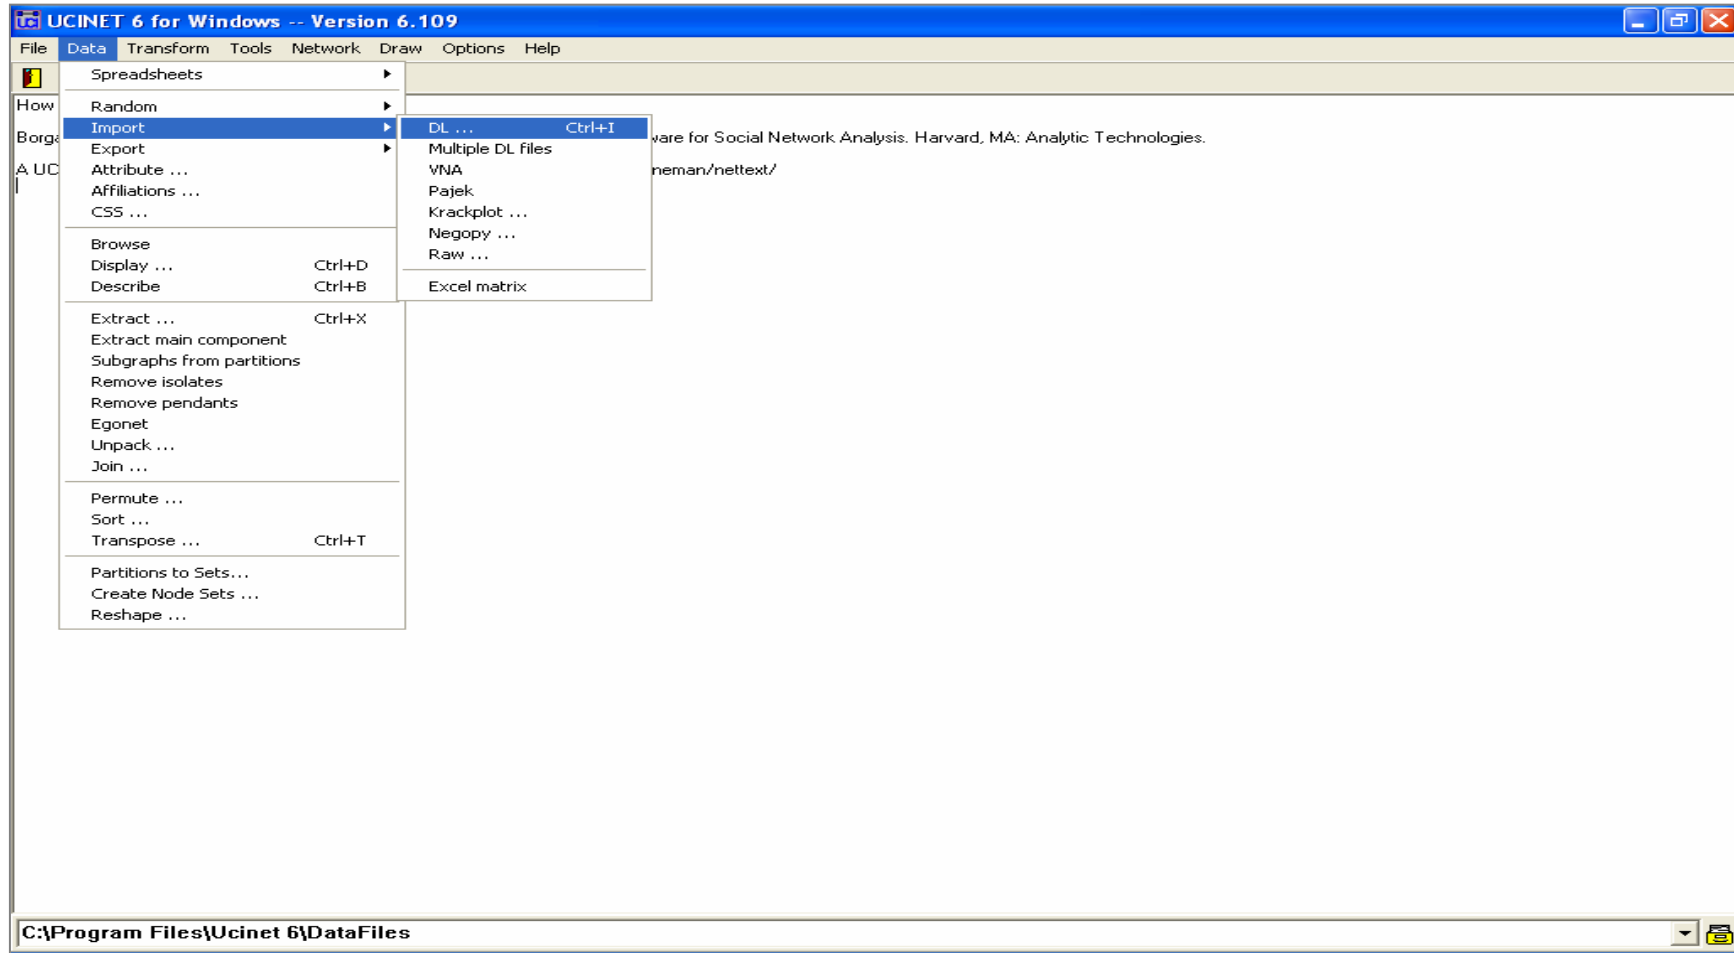 UCINET 6 for Windows -- Version 6.109
File Data Transform Tools Network Draw Options Help
Spreadsheets
How
Random
Import
DL ... Ctrl+I
Borga
ware for Social Network Analysis. Harvard, MA: Analytic Technologies.
Export
Multiple DL files
A UC
Attribute ...
VNA
neman/nettext/
Affiliations ...
Pajek
CSS ...
Krackplot ...
Negopy ...
Browse
Raw ...
Display ... Ctrl+D
Describe Ctrl+B
Excel matrix
Extract ... Ctrl+X
Extract main component
Subgraphs from partitions
Remove isolates
Remove pendants
Egonet
Unpack ...
Join ...
Permute ...
Sort ...
Transpose ... Ctrl+T
Partitions to Sets...
Create Node Sets ...
Reshape ...
C:\Program Files\Ucinet 6\DataFiles